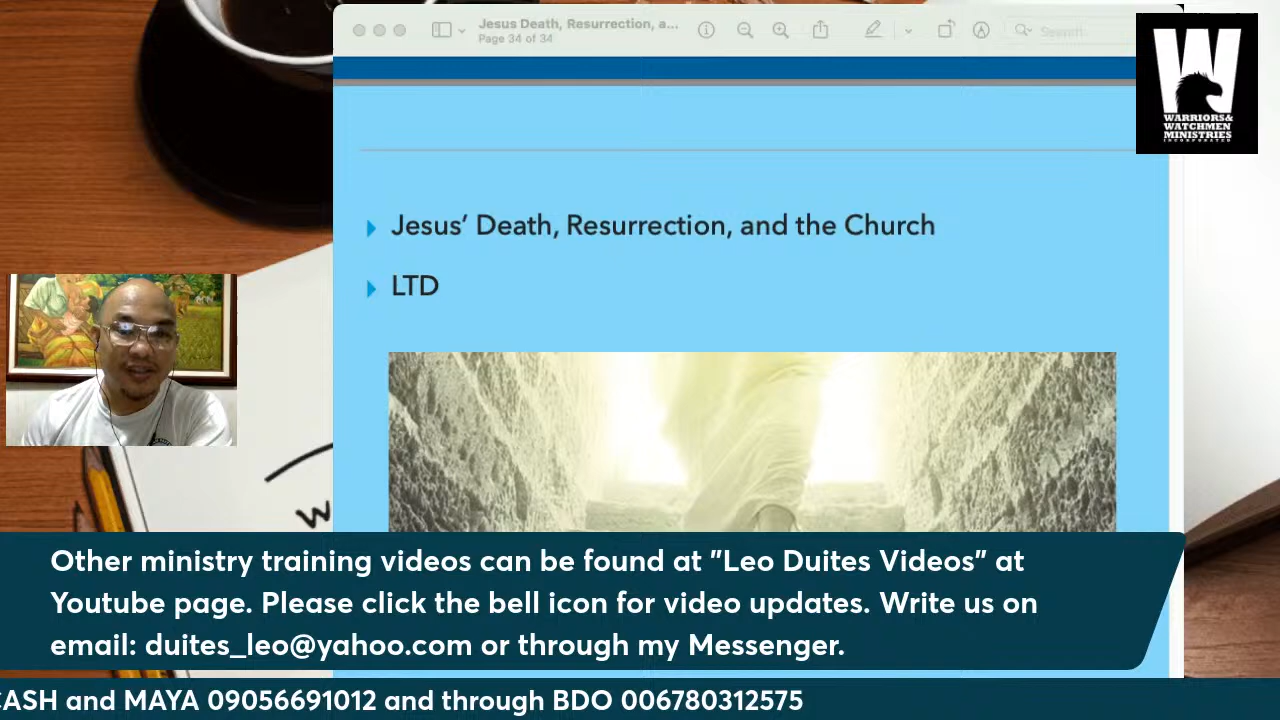 Jesus Death, Resurrection, a...
Page 34 of 34
Search
WARRIORS&
WATCHMEN
MINISTRIES
INCORPORATED
Jesus’ Death, Resurrection, and the Church
LTD
Other ministry training videos can be found at "Leo Duites Videos" at
Youtube page. Please click the bell icon for video updates. Write us on
email: duites_leo@yahoo.com or through my Messenger.
CASH and MAYA 09056691012 and through BDO 006780312575